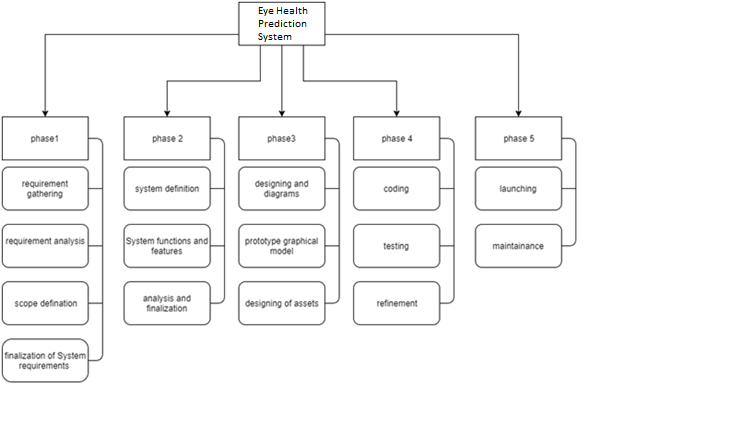 Eye Health
Prediction
System
phase1
phase 2
phase3
phase 4
phase 5
requirement
gathering
system definition
designing and
diagrams
coding
launching
requirement analysis
System functions and
features
prototype graphical
model
testing
maintainance
scope defination
analysis and
finalization
designing of assets
refinement
finalization of System
requirements